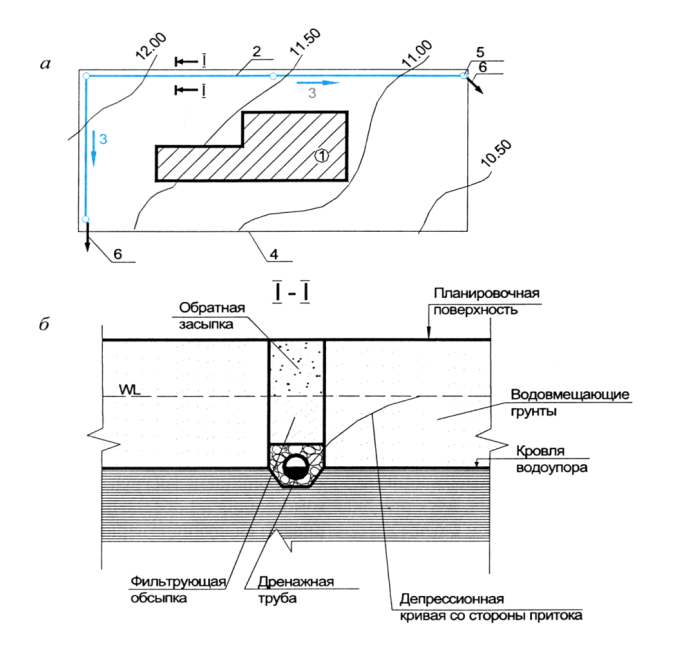 а
12.00
I
2
11.50
11.00
5
6
I
3
3
1
10.50
6
4
I - I
б
Обратная
засыпка
Планировочная
поверхность
WL
Водовмещающие
грунты
Кровля
водоупора
Фильтрующая
обсыпка
Дренажная
труба
Депрессионная
кривая со стороны притока